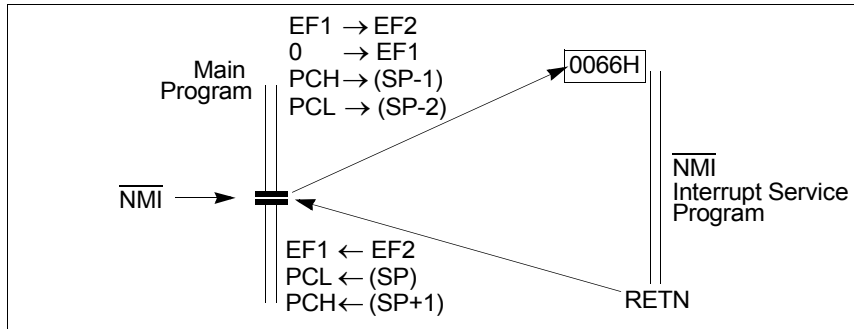 EF1 → EF2
0 → EF1
PCH → (SP-1)
PCL → (SP-2)
Main
Program
0066H
NMI
NMI
Interrupt Service
Program
EF1 ← EF2
PCL ← (SP)
PCH ← (SP+1)
RETN